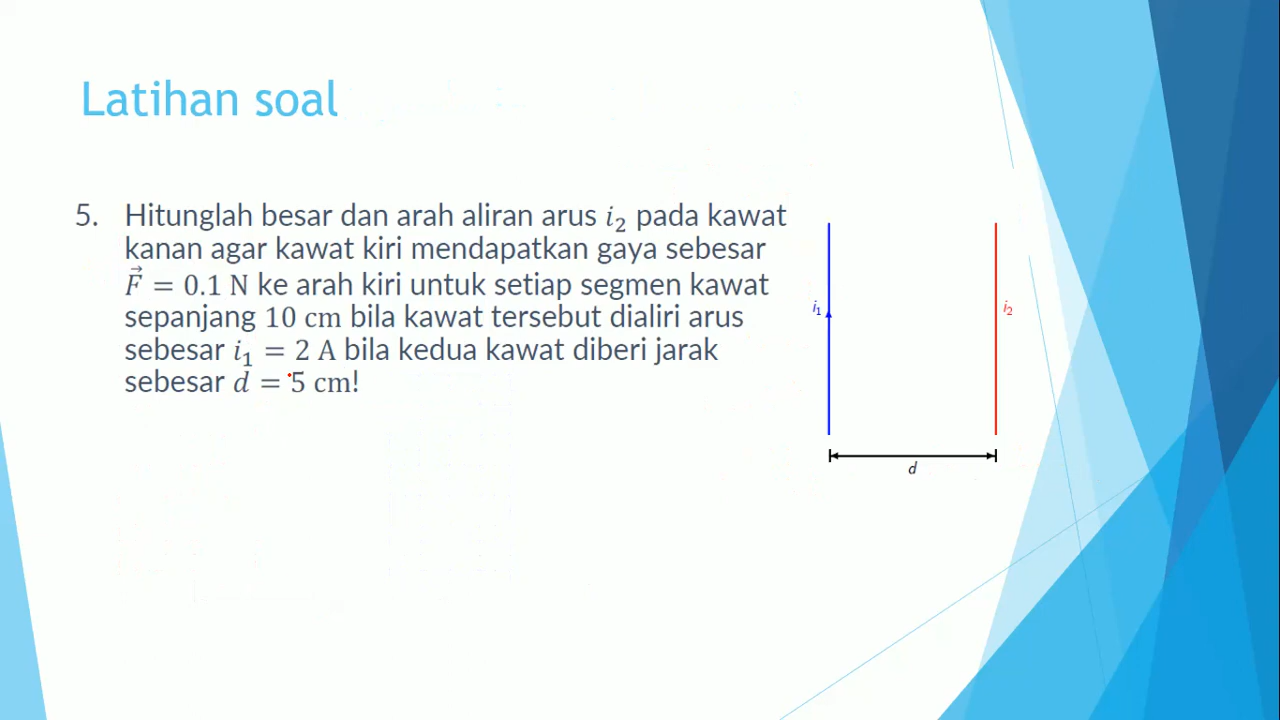 Latihan soal
5. Hitunglah besar dan arah aliran arus i₂ pada kawat
kanan agar kawat kiri mendapatkan gaya sebesar
F⃗ = 0.1 N ke arah kiri untuk setiap segmen kawat
sepanjang 10 cm bila kawat tersebut dialiri arus
sebesar i₁ = 2 A bila kedua kawat diberi jarak
sebesar d = 5 cm!
i₁
i₂
d